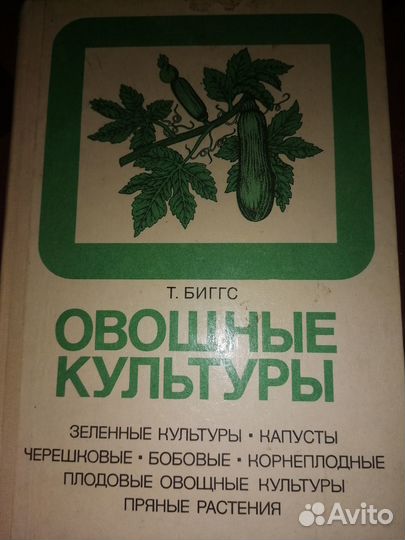 Т. БИГГС
ОВОЩНЫЕ
КУЛЬТУРЫ
ЗЕЛЕННЫЕ КУЛЬТУРЫ • КАПУСТЫ
ЧЕРЕШКОВЫЕ • БОБОВЫЕ • КОРНЕПЛОДНЫЕ
ПЛОДОВЫЕ ОВОЩНЫЕ КУЛЬТУРЫ
ПРЯНЫЕ РАСТЕНИЯ
Avito